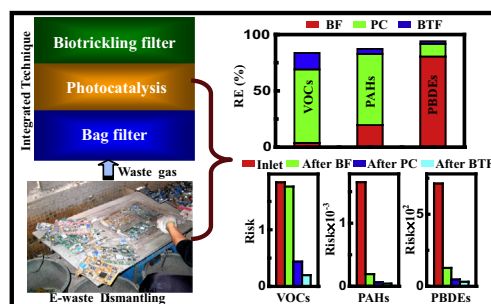 Integrated Technique
Biotrickling filter
Photocatalysis
Bag filter
Waste gas
E-waste Dismantling
BF PC BTF
RE (%)
100
50
0
VOCs
PAHs
PBDEs
Inlet After BF After PC After BTF
Risk
1
0
VOCs
Risk×10⁻³
1
0
PAHs
Risk×10²
5
0
PBDEs